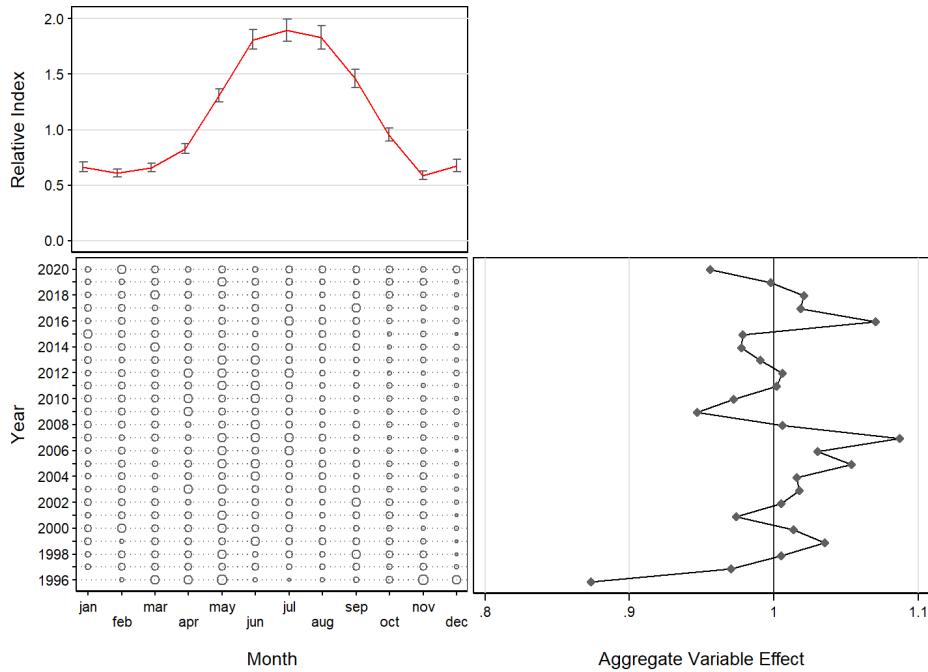 2.0
1.5
1.0
0.5
0.0
Relative Index
2020
2018
2016
2014
2012
2010
2008
2006
2004
2002
2000
1998
1996
Year
jan mar may jul sep nov
feb apr jun aug oct dec
Month
.8 .9 1 1.1
Aggregate Variable Effect